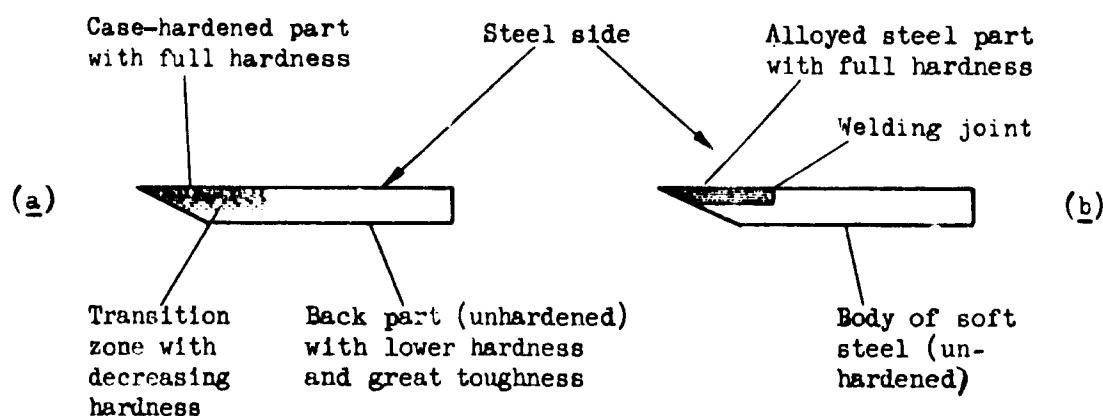 Case-hardened part
with full hardness
Steel side
Alloyed steel part
with full hardness
Welding joint
(a)
(b)
Transition
zone with
decreasing
hardness
Back part (unhardened)
with lower hardness
and great toughness
Body of soft
steel (un-
hardened)